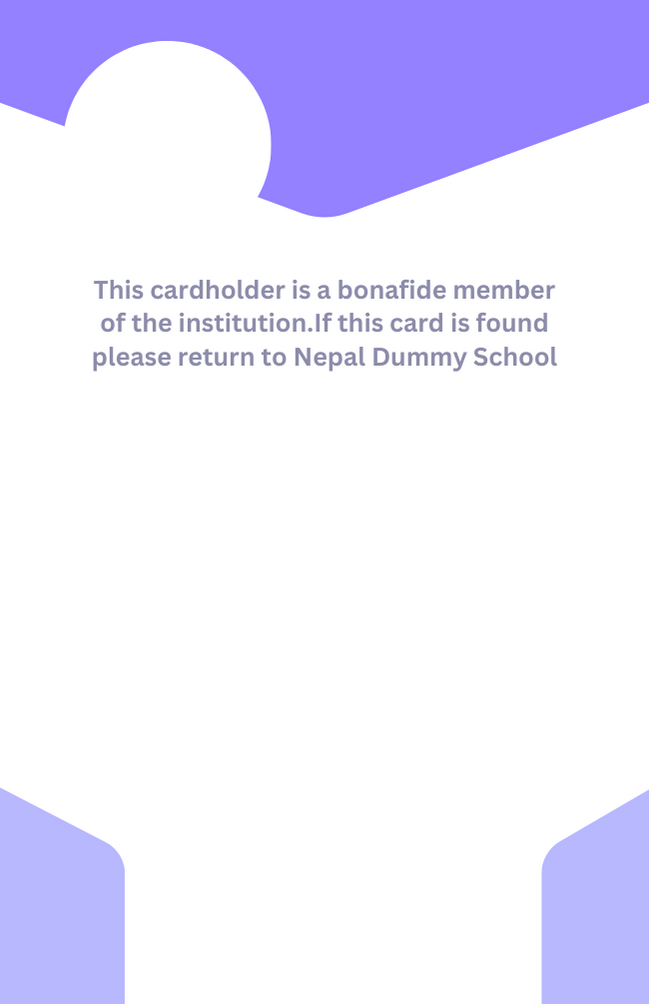 This cardholder is a bonafide member
of the institution.If this card is found
please return to Nepal Dummy School